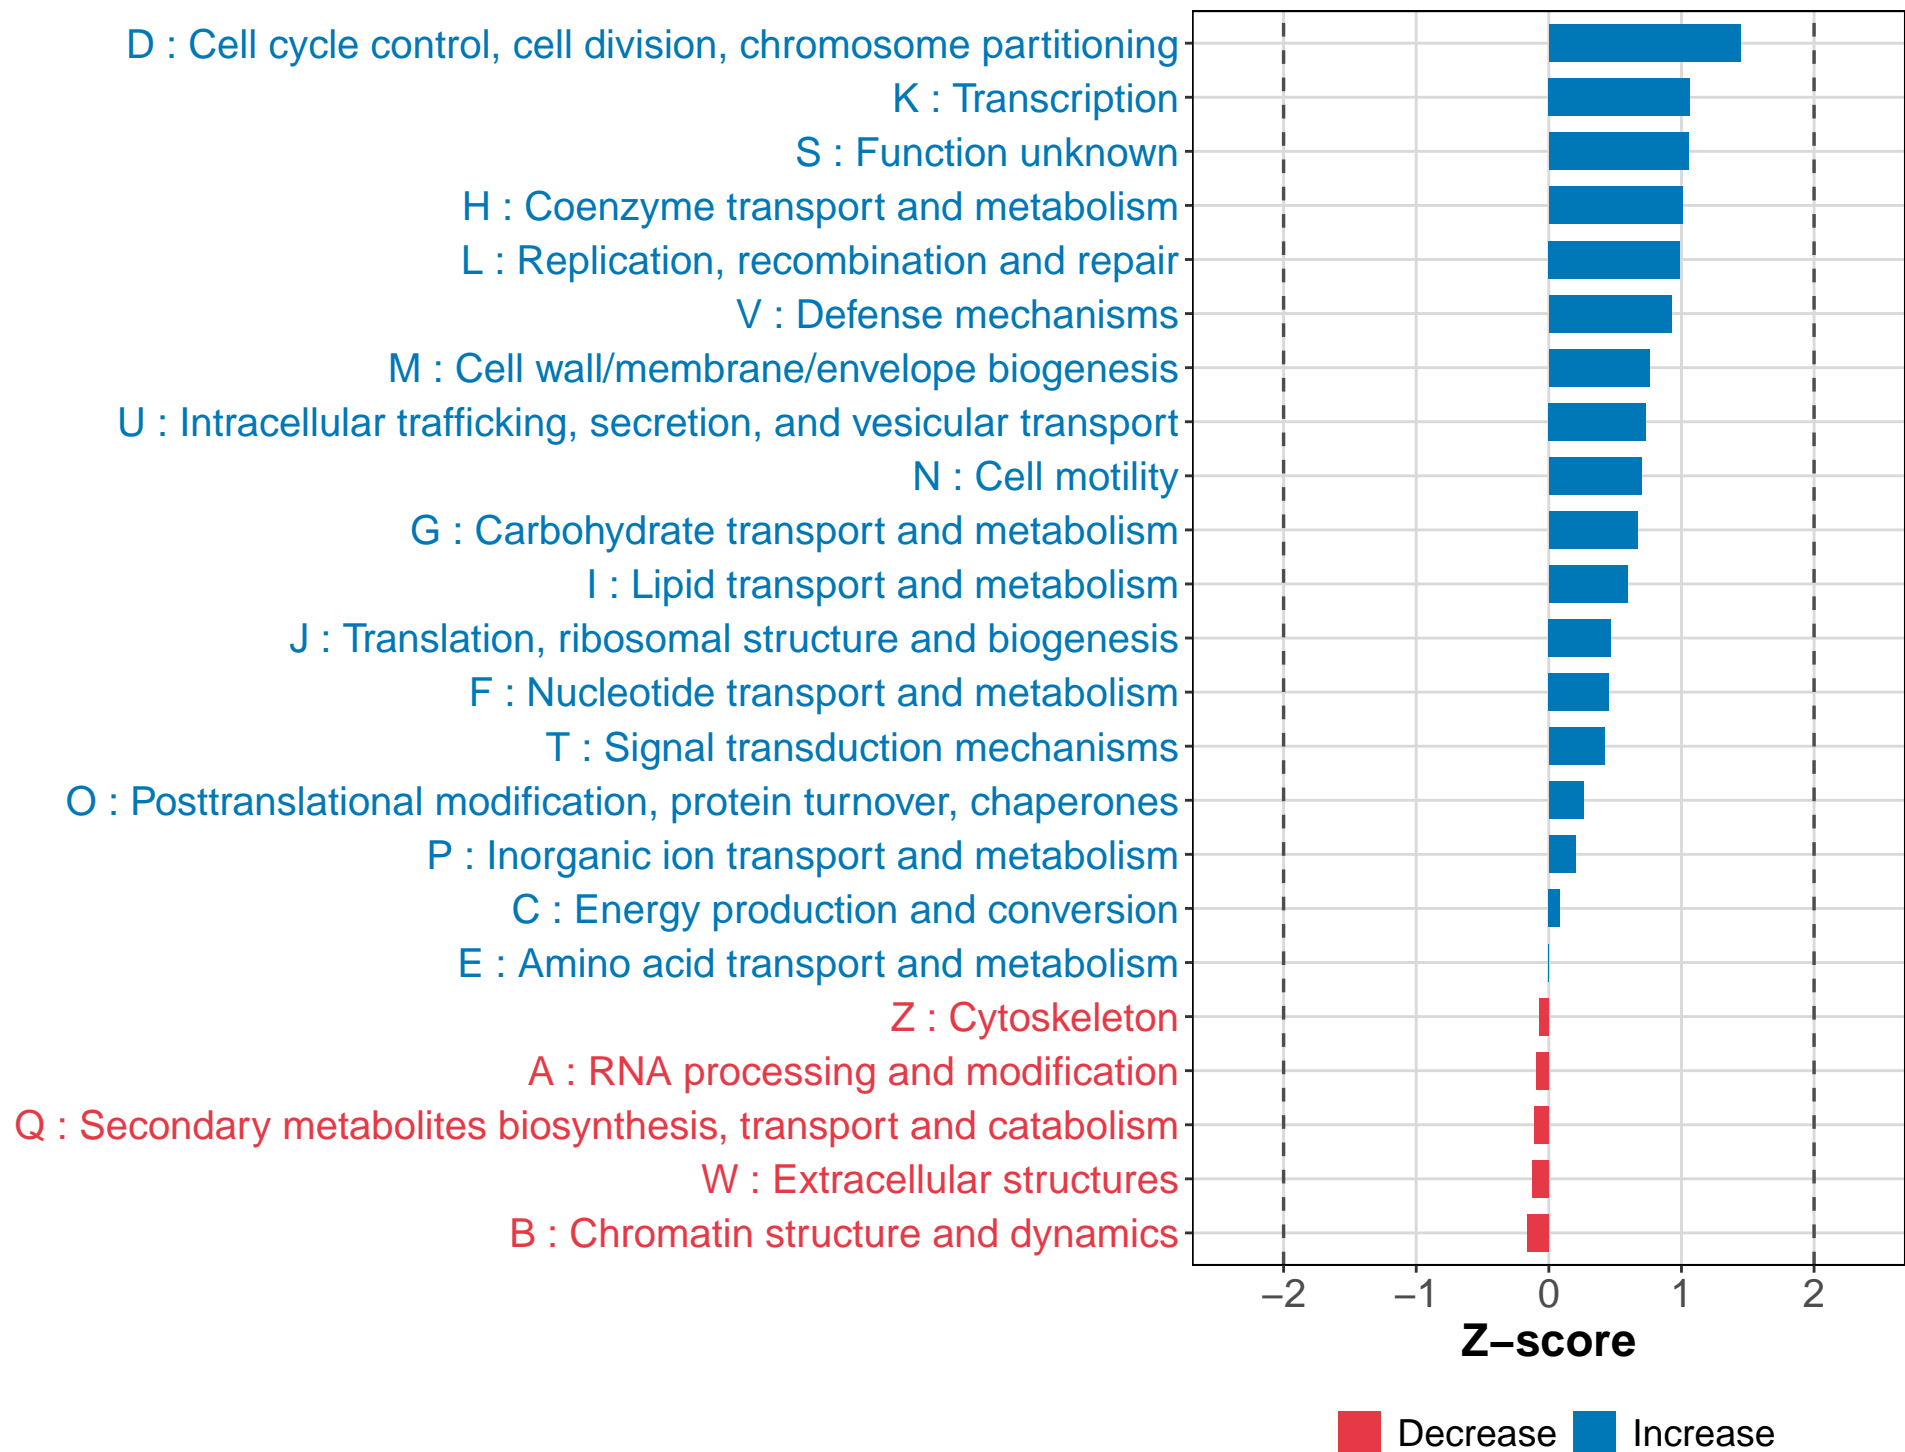 D : Cell cycle control, cell division, chromosome partitioning
K : Transcription
S : Function unknown
H : Coenzyme transport and metabolism
L : Replication, recombination and repair
V : Defense mechanisms
M : Cell wall/membrane/envelope biogenesis
U : Intracellular trafficking, secretion, and vesicular transport
N : Cell motility
G : Carbohydrate transport and metabolism
I : Lipid transport and metabolism
J : Translation, ribosomal structure and biogenesis
F : Nucleotide transport and metabolism
T : Signal transduction mechanisms
O : Posttranslational modification, protein turnover, chaperones
P : Inorganic ion transport and metabolism
C : Energy production and conversion
E : Amino acid transport and metabolism
Z : Cytoskeleton
A : RNA processing and modification
Q : Secondary metabolites biosynthesis, transport and catabolism
W : Extracellular structures
B : Chromatin structure and dynamics
−2 −1 0 1 2
Z−score
Decrease Increase